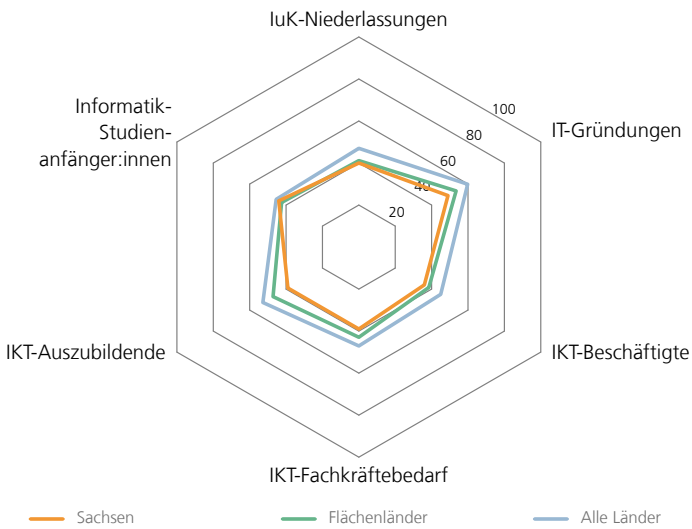 IuK-Niederlassungen
Informatik-
Studien-
anfänger:innen
100
IT-Gründungen
80
60
40
20
IKT-Auszubildende
IKT-Beschäftigte
IKT-Fachkräftebedarf
Sachsen
Flächenländer
Alle Länder